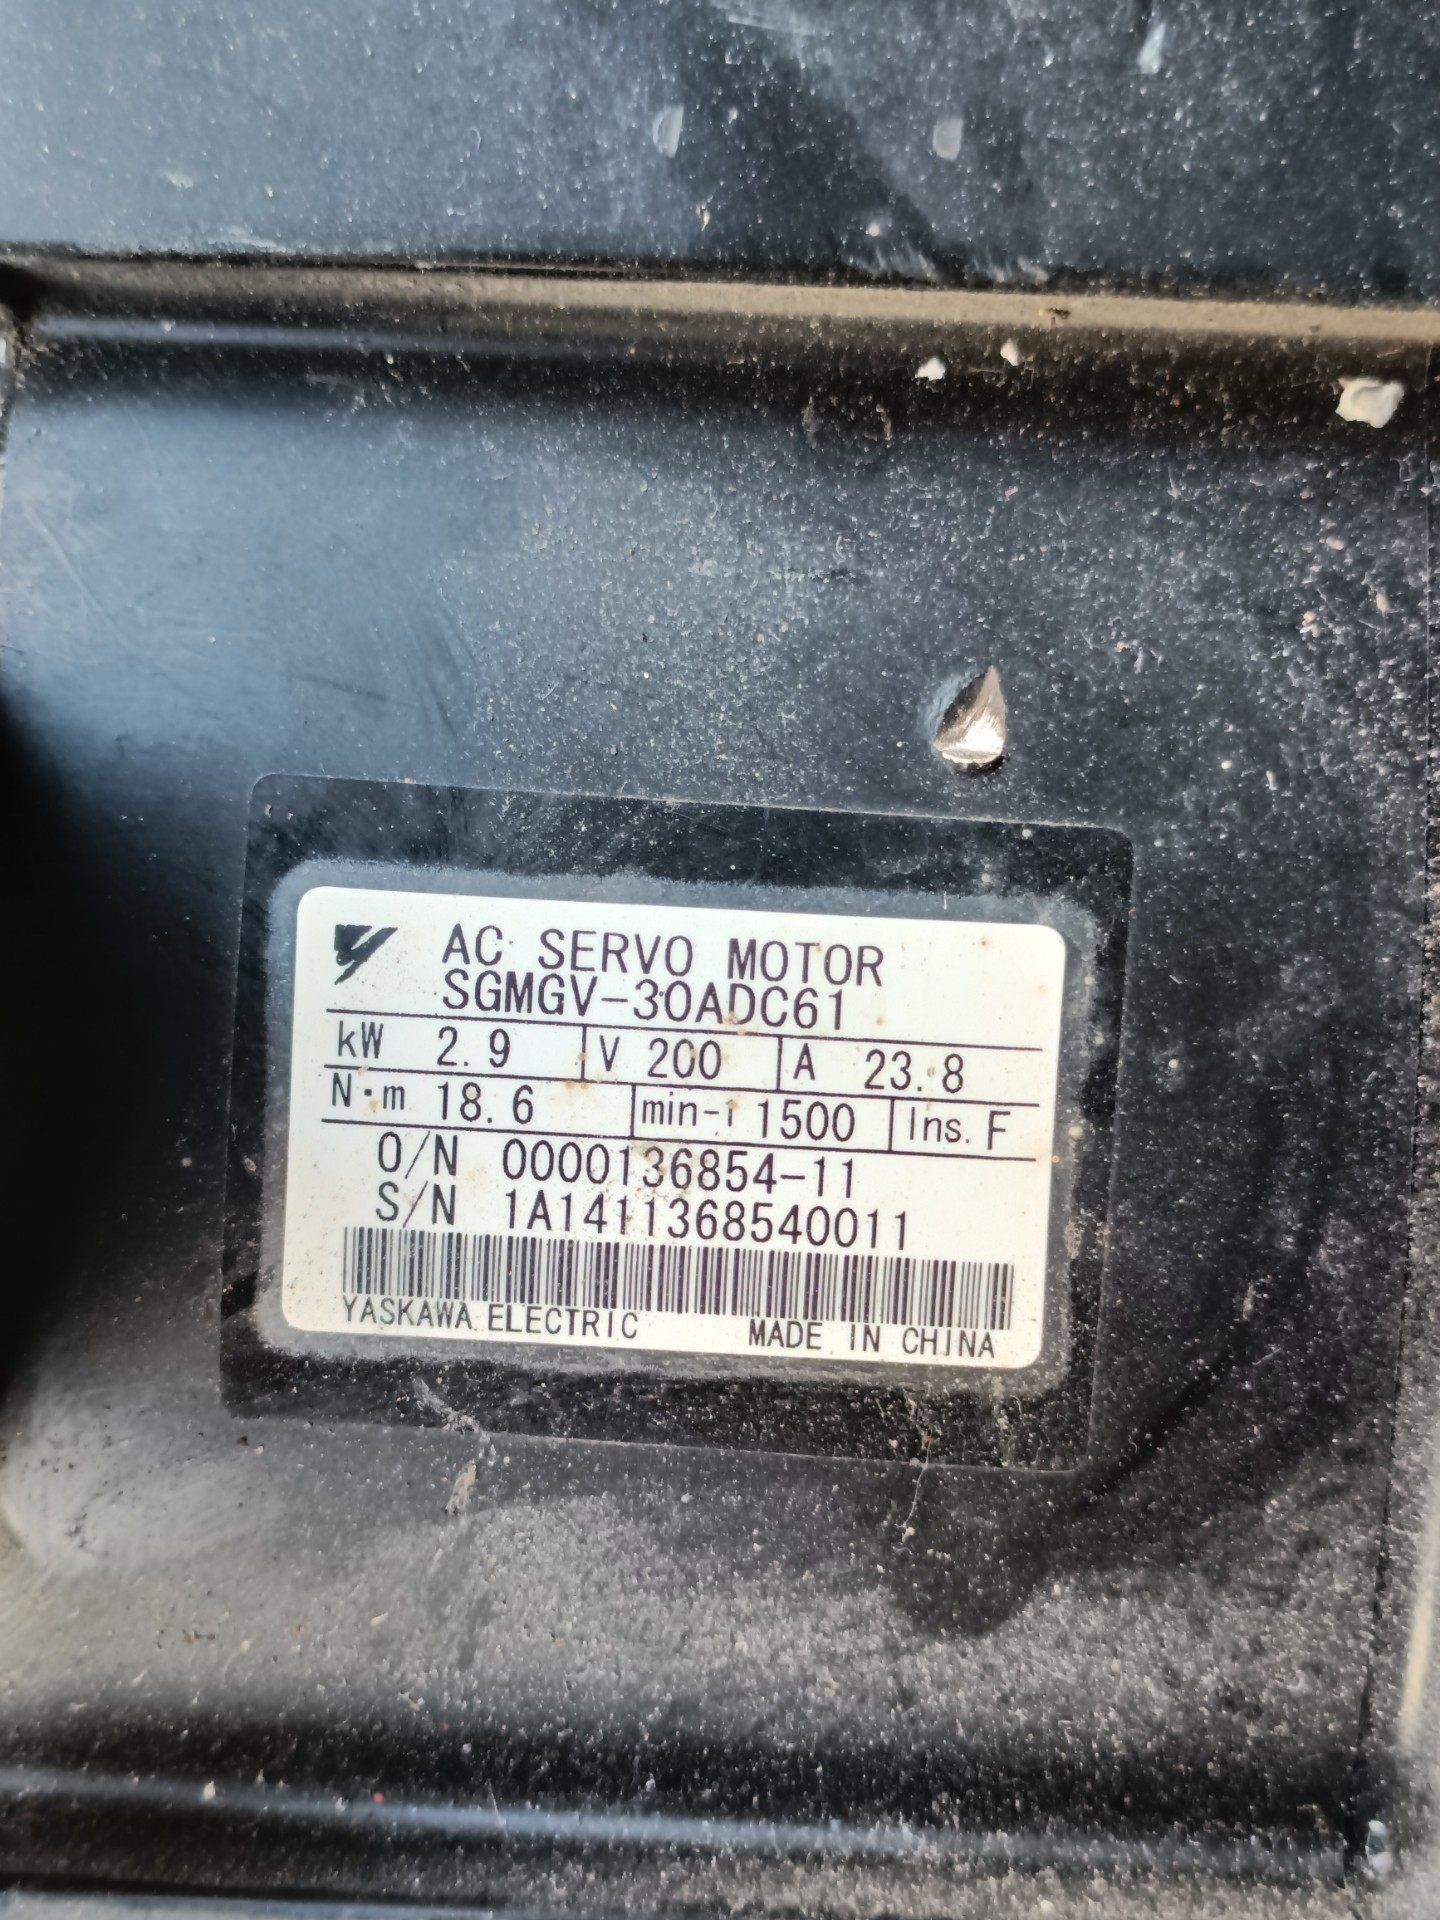 AC SERVO MOTOR
SGMGV-30ADC61
kW 2.9 V 200 A 23.8
N·m 18.6 min-1 1500 Ins. F
O/N 0000136854-11
S/N 1A1411368540011
YASKAWA ELECTRIC MADE IN CHINA